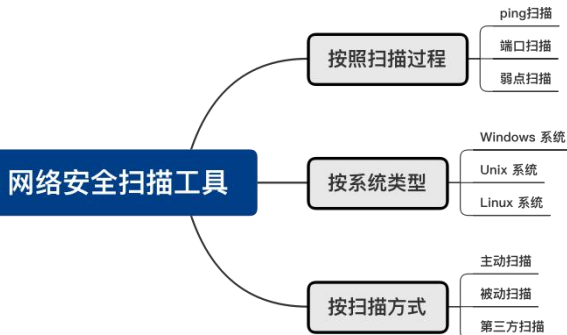 网络安全扫描工具
按照扫描过程
ping扫描
端口扫描
弱点扫描
按系统类型
Windows 系统
Unix 系统
Linux 系统
按扫描方式
主动扫描
被动扫描
第三方扫描